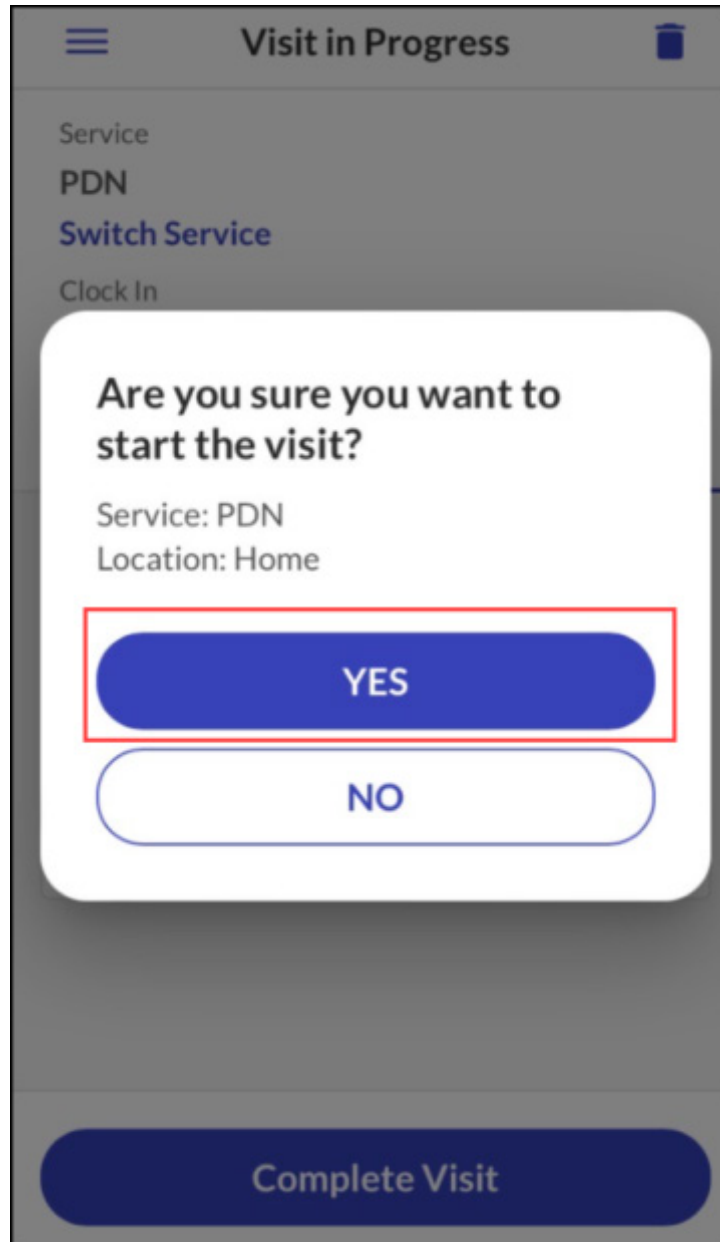 Visit in Progress
Service
PDN
Switch Service
Clock In
Are you sure you want to
start the visit?
Service: PDN
Location: Home
YES
NO
Complete Visit